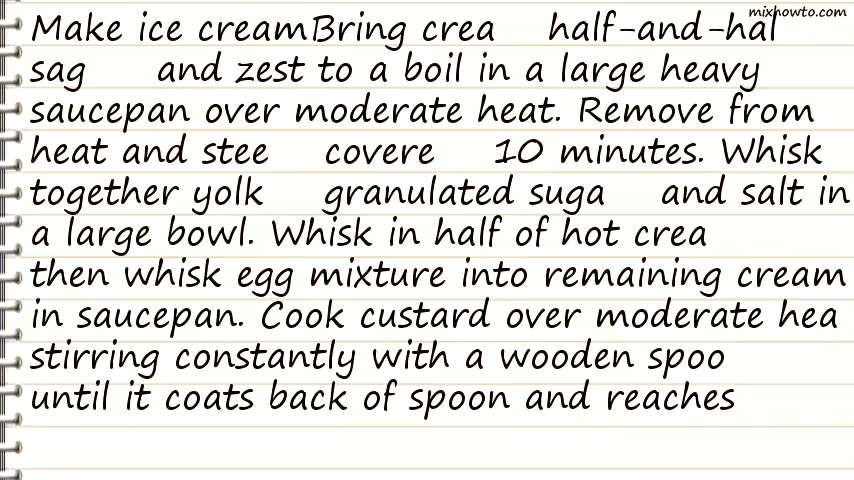 mixhowto.com
Make ice creamBring crea half-and-hal
sag and zest to a boil in a large heavy
saucepan over moderate heat. Remove from
heat and stee covere 10 minutes. Whisk
together yolk granulated suga and salt in
a large bowl. Whisk in half of hot crea
then whisk egg mixture into remaining cream
in saucepan. Cook custard over moderate hea
stirring constantly with a wooden spoo
until it coats back of spoon and reaches